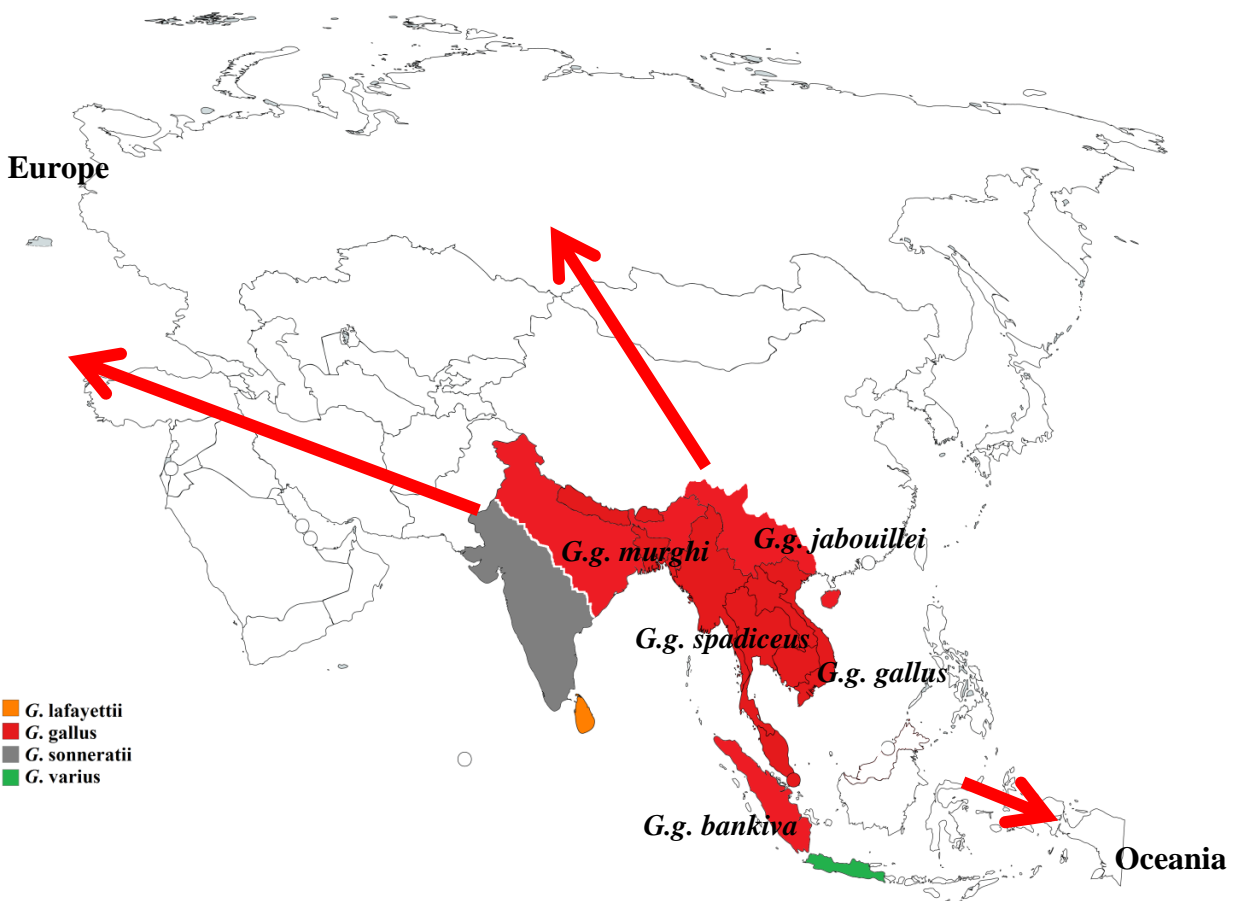 Europe
G.g. murghi
G.g. jabouillei
G.g. spadiceus
G.g. gallus
G. lafayettii
G. gallus
G. sonneratii
G. varius
G.g. bankiva
Oceania